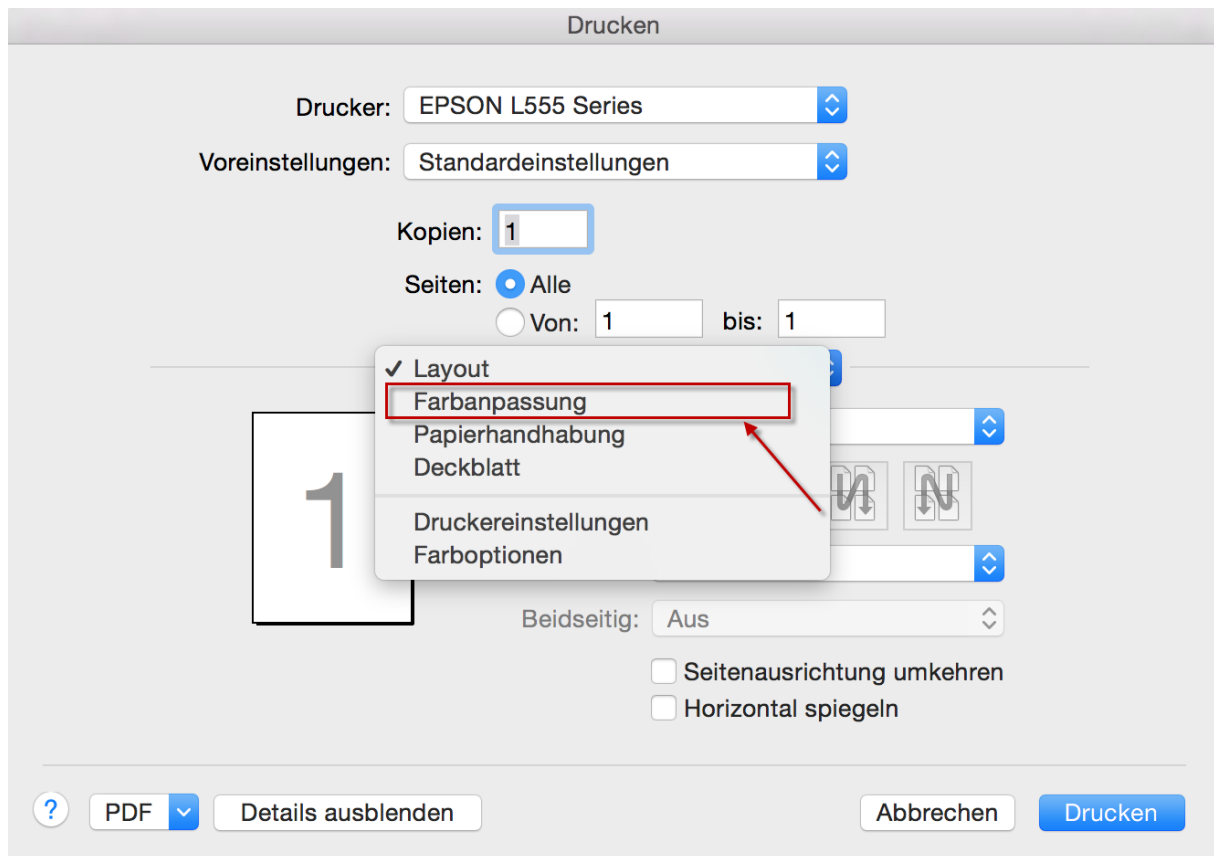 Drucken
Drucker: EPSON L555 Series
Voreinstellungen: Standardeinstellungen
Kopien: 1
Seiten: Alle
Von: 1 bis: 1
✓ Layout
Farbanpassung
Papierhandhabung
Deckblatt
Druckereinstellungen
Farboptionen
1
Beidseitig: Aus
Seitenausrichtung umkehren
Horizontal spiegeln
? PDF Details ausblenden Abbrechen Drucken